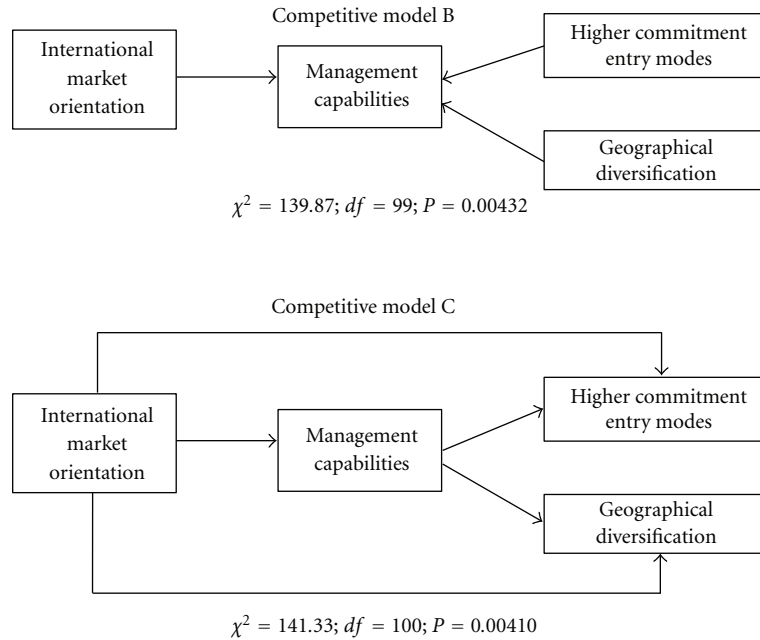 Competitive model B
International
market
orientation
Management
capabilities
Higher commitment
entry modes
Geographical
diversification
χ² = 139.87; df = 99; P = 0.00432
Competitive model C
International
market
orientation
Management
capabilities
Higher commitment
entry modes
Geographical
diversification
χ² = 141.33; df = 100; P = 0.00410